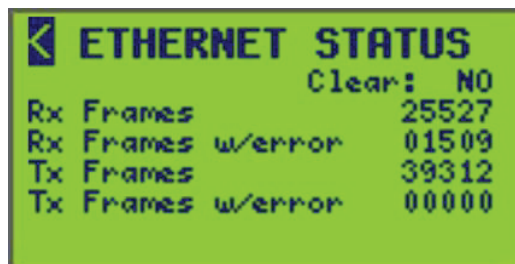 < ETHERNET STATUS
Clear: NO
Rx Frames 25527
Rx Frames w/error 01509
Tx Frames 39312
Tx Frames w/error 00000